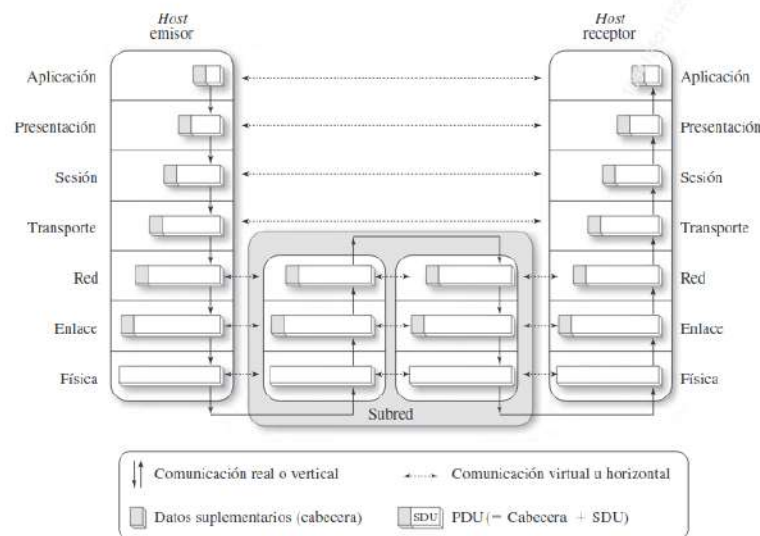 Host
emisor
Host
receptor
Aplicación
Aplicación
Presentación
Presentación
Sesión
Sesión
Transporte
Transporte
Red
Red
Enlace
Enlace
Física
Física
Subred
Comunicación real o vertical
Comunicación virtual u horizontal
Datos suplementarios (cabecera)
SDU
PDU (= Cabecera + SDU)